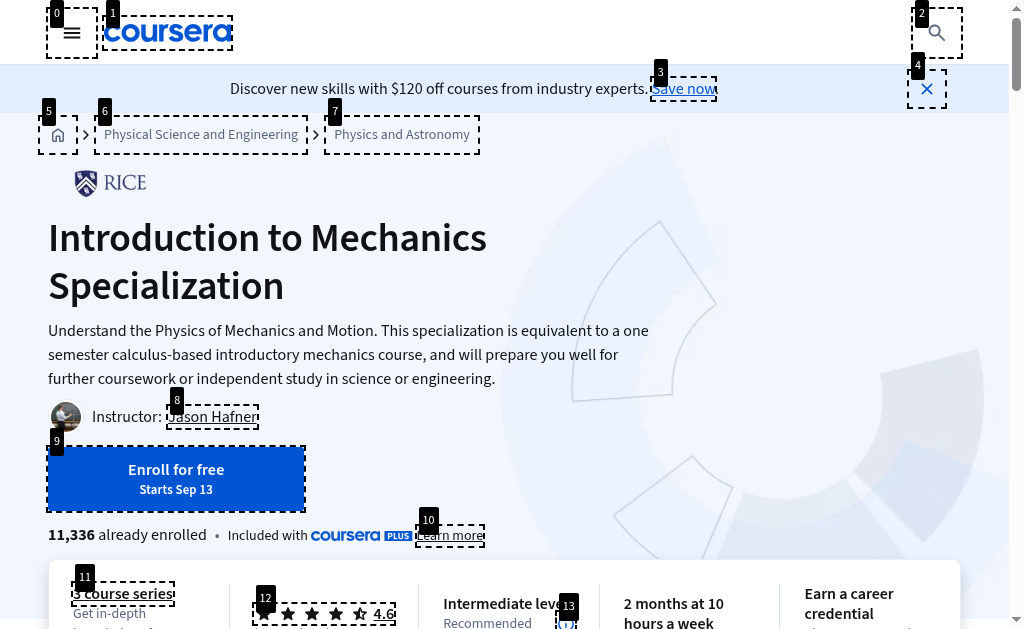 0
1
2
coursera
3
4
Discover new skills with $120 off courses from industry experts. Save now
5
6
7
Physical Science and Engineering
Physics and Astronomy
RICE
Introduction to Mechanics
Specialization
Understand the Physics of Mechanics and Motion. This specialization is equivalent to a one
semester calculus-based introductory mechanics course, and will prepare you well for
further coursework or independent study in science or engineering.
8
Instructor: Jason Hafner
9
Enroll for free
Starts Sep 13
10
11,336 already enrolled • Included with coursera PLUS Learn more
11
12
13
3 course series
Get in-depth
4.6
Intermediate level
Recommended
2 months at 10
hours a week
Earn a career
credential